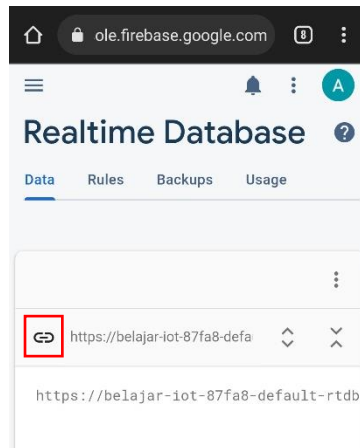 ole.firebase.google.com 8
A
Realtime Database ?
Data Rules Backups Usage
https://belajar-iot-87fa8-defa
https://belajar-iot-87fa8-default-rtdb